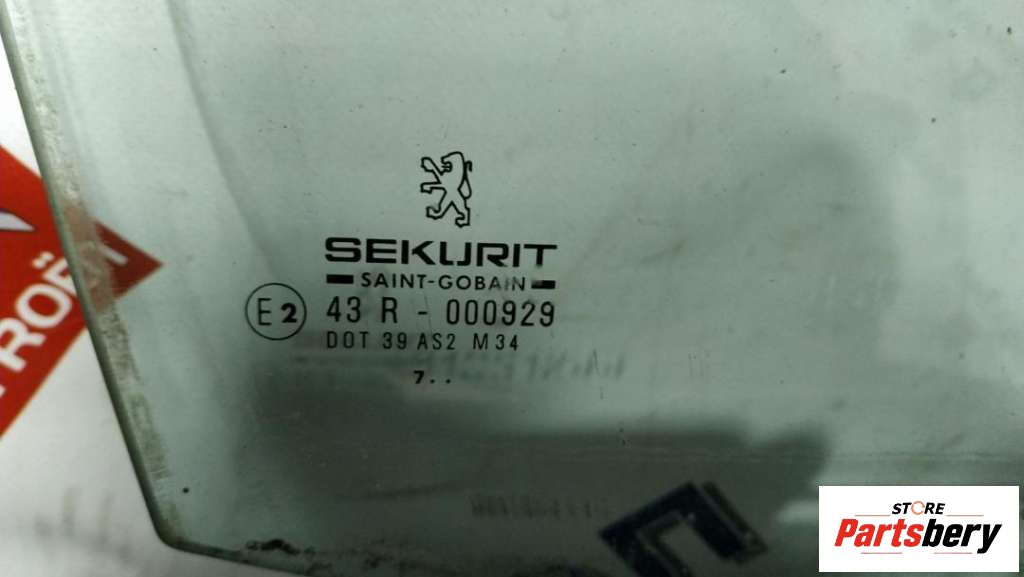 SEKURIT
SAINT-GOBAIN
E2 43 R - 000929
DOT 39 AS2 M34
7..
STORE
Partsbery